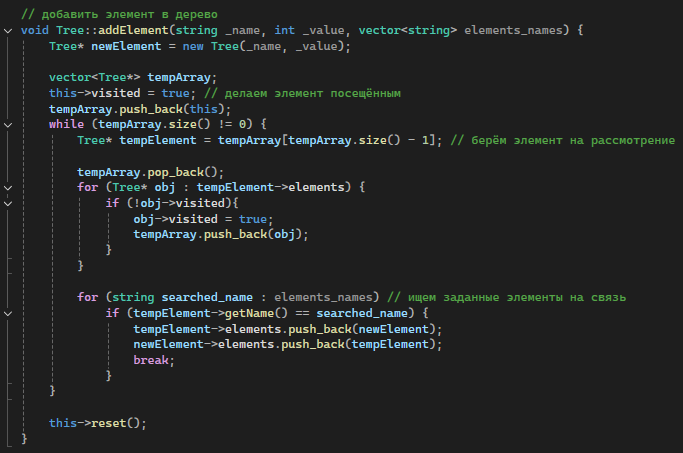 // добавить элемент в дерево
void Tree::addElement(string _name, int _value, vector<string> elements_names) {
Tree* newElement = new Tree(_name, _value);
vector<Tree*> tempArray;
this->visited = true; // делаем элемент посещённым
tempArray.push_back(this);
while (tempArray.size() != 0) {
Tree* tempElement = tempArray[tempArray.size() - 1]; // берём элемент на рассмотрение
tempArray.pop_back();
for (Tree* obj : tempElement->elements) {
if (!obj->visited){
obj->visited = true;
tempArray.push_back(obj);
}
}
for (string searched_name : elements_names) // ищем заданные элементы на связь
if (tempElement->getName() == searched_name) {
tempElement->elements.push_back(newElement);
newElement->elements.push_back(tempElement);
break;
}
}
this->reset();
}